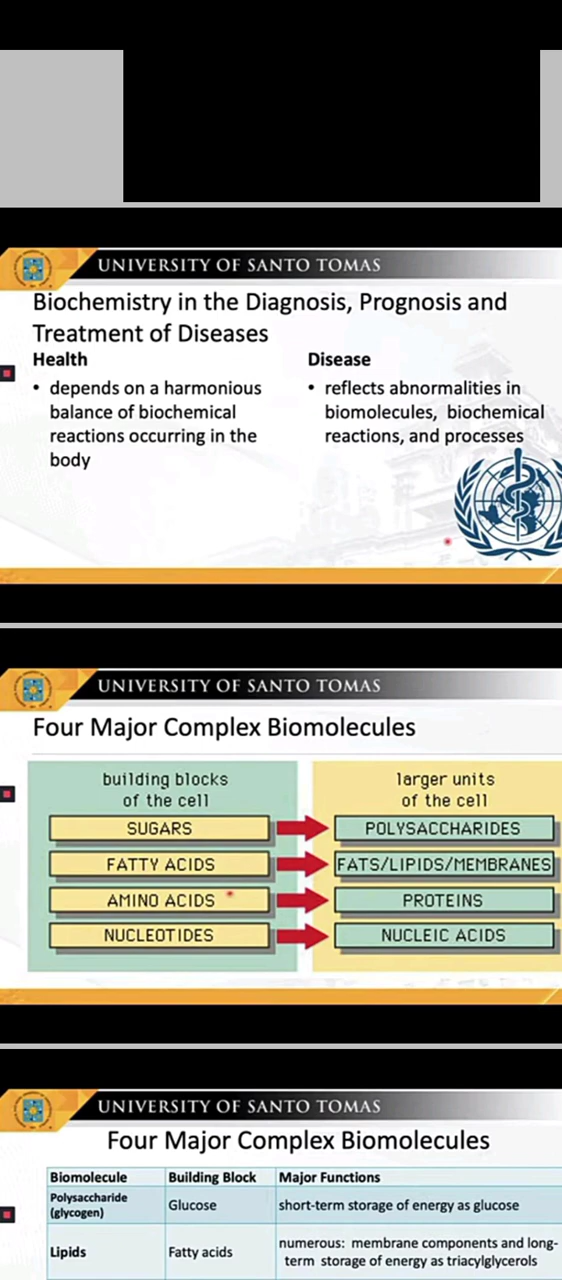 UNIVERSITY OF SANTO TOMAS
Biochemistry in the Diagnosis, Prognosis and
Treatment of Diseases
Health
• depends on a harmonious
balance of biochemical
reactions occurring in the
body
Disease
• reflects abnormalities in
biomolecules, biochemical
reactions, and processes
UNIVERSITY OF SANTO TOMAS
Four Major Complex Biomolecules
building blocks
of the cell
larger units
of the cell
SUGARS
POLYSACCHARIDES
FATTY ACIDS
FATS/LIPIDS/MEMBRANES
AMINO ACIDS
PROTEINS
NUCLEOTIDES
NUCLEIC ACIDS
UNIVERSITY OF SANTO TOMAS
Four Major Complex Biomolecules
Biomolecule Building Block Major Functions
Polysaccharide
(glycogen)
Glucose
short-term storage of energy as glucose
Lipids
Fatty acids
numerous: membrane components and long-
term storage of energy as triacylglycerols